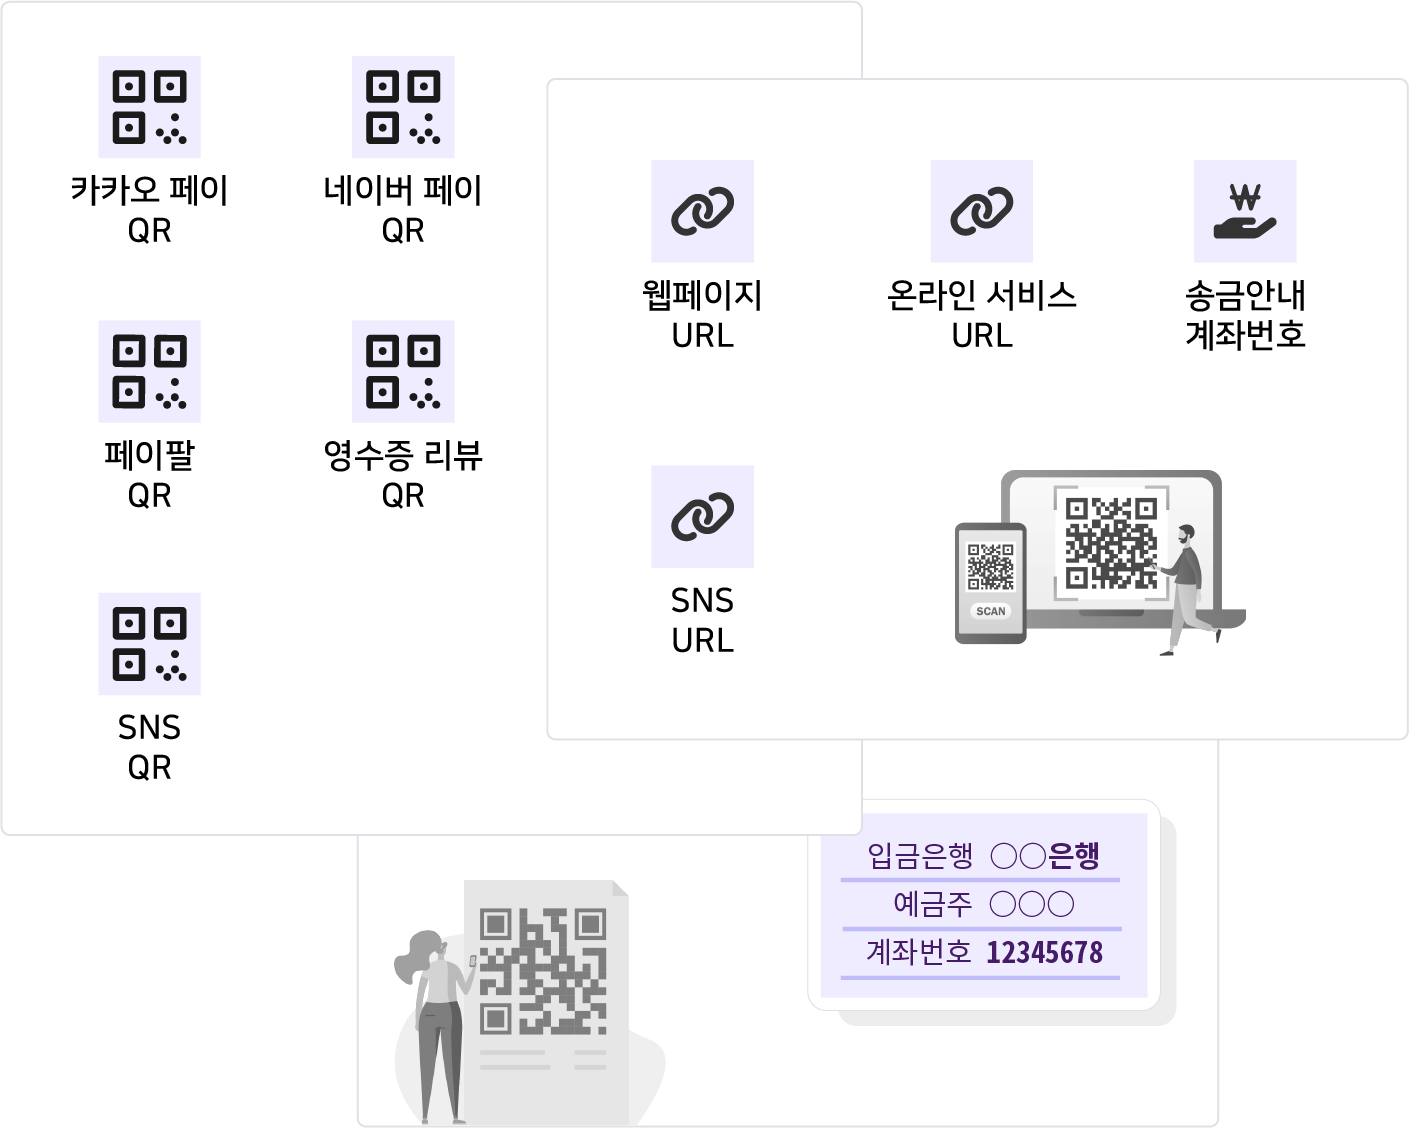 카카오 페이
QR
네이버 페이
QR
페이팔
QR
영수증 리뷰
QR
SNS
QR
웹페이지
URL
온라인 서비스
URL
송금안내
계좌번호
SNS
URL
SCAN
입금은행 ○○은행
예금주 ○○○
계좌번호 12345678